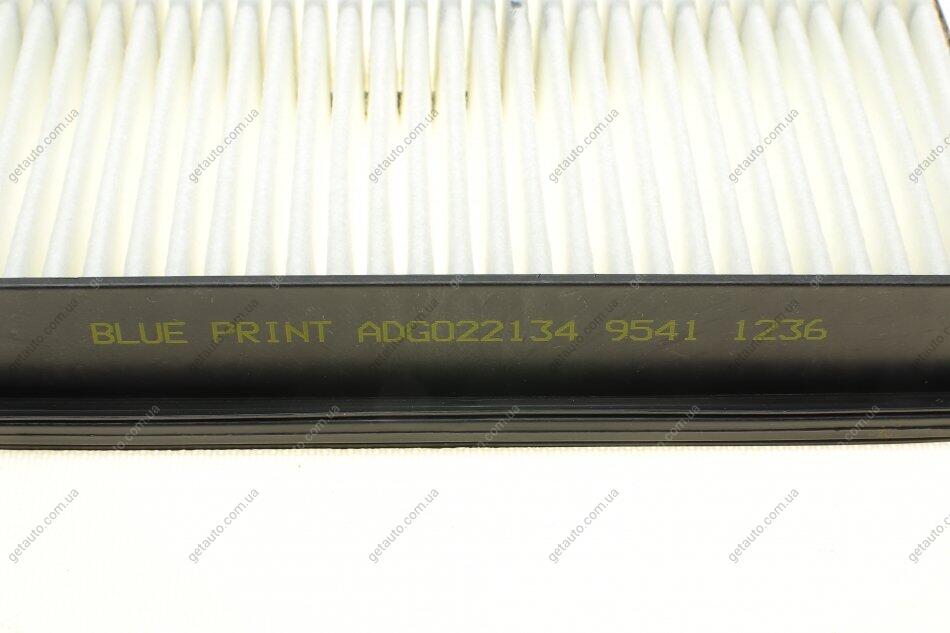 getauto.com.ua
BLUE PRINT ADG022134 9541 1236